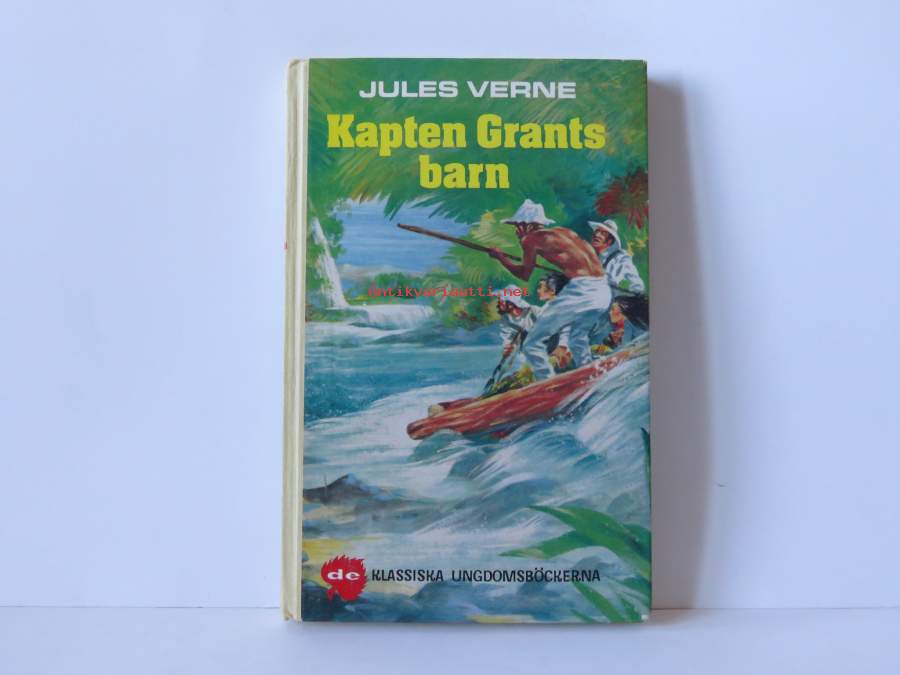 JULES VERNE
Kapten Grants
barn
antikvariaatti.net
de KLASSISKA UNGDOMSBÖCKERNA